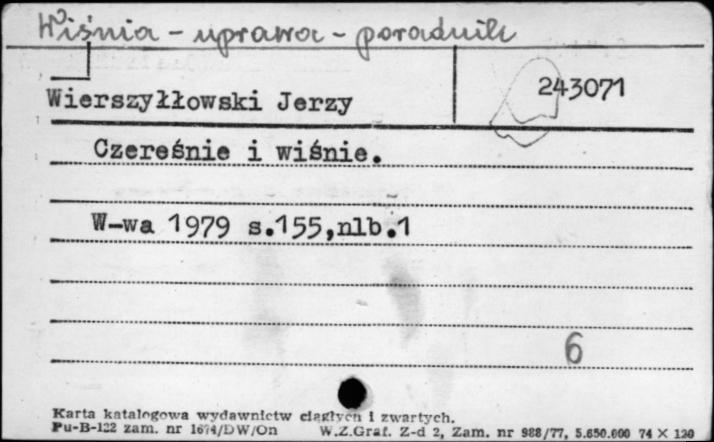 Wiśnia - uprawa - poradnik
243071
Wierszyłłowski Jerzy
Czereśnie i wiśnie.
W-wa 1979 s.155,nlb.1
6
Karta katalogowa wydawnictw ciągłych i zwartych.
Pu-B-122 zam. nr 1674/DW/On W.Z.Graf. Z-d 2, Zam. nr 988/77, 5.650.000 74 X 120